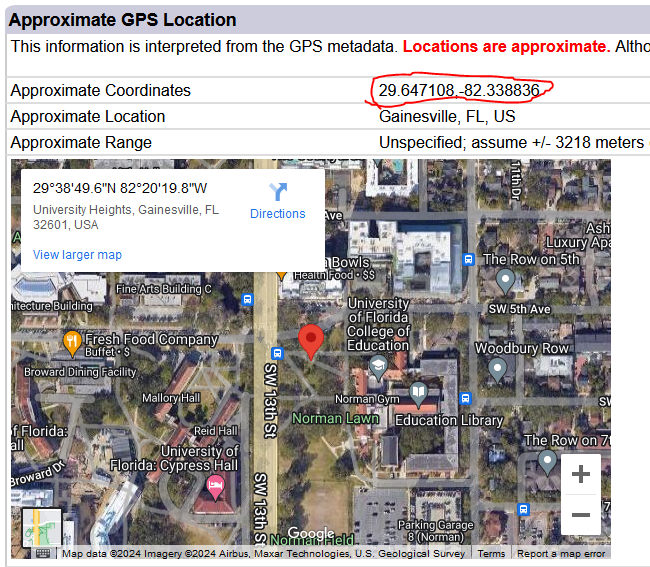 Approximate GPS Location
This information is interpreted from the GPS metadata. Locations are approximate. Altho
Approximate Coordinates 29.647108,-82.338836
Approximate Location Gainesville, FL, US
Approximate Range Unspecified; assume +/- 3218 meters
29°38'49.6"N 82°20'19.8"W
University Heights, Gainesville, FL
32601, USA
Directions
View larger map
Ave
11th Dr
Ash
Luxury Apa
a Bowls
Health Food • $$
The Row on 5th
Fine Arts Building C
hitecture Building
University
of Florida
College of
Education
SW 5th Ave
Fresh Food Company
Buffet • $
Broward Dining Facility
Woodbury Row
Mallory Hall
SW 13th St
Norman Gym
Education Library
Norman Lawn
of Florida:
all
Reid Hall
University of
Florida: Cypress Hall
The Row on 7t
Broward Dr
SW 13th St
Parking Garage
8 (Norman)
Google
Norman Field
Map data ©2024 Imagery ©2024 Airbus, Maxar Technologies, U.S. Geological Survey
Terms
Report a map error